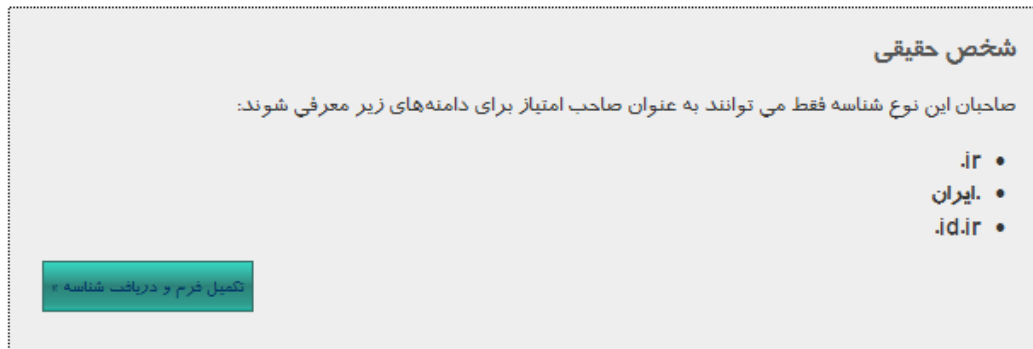 شخص حقیقی
صاحبان این نوع شناسه فقط می توانند به عنوان صاحب امتیاز برای دامنه‌های زیر معرفی شوند:
• .ir
• .ایران
• .id.ir
تکمیل فرم و دریافت شناسه »